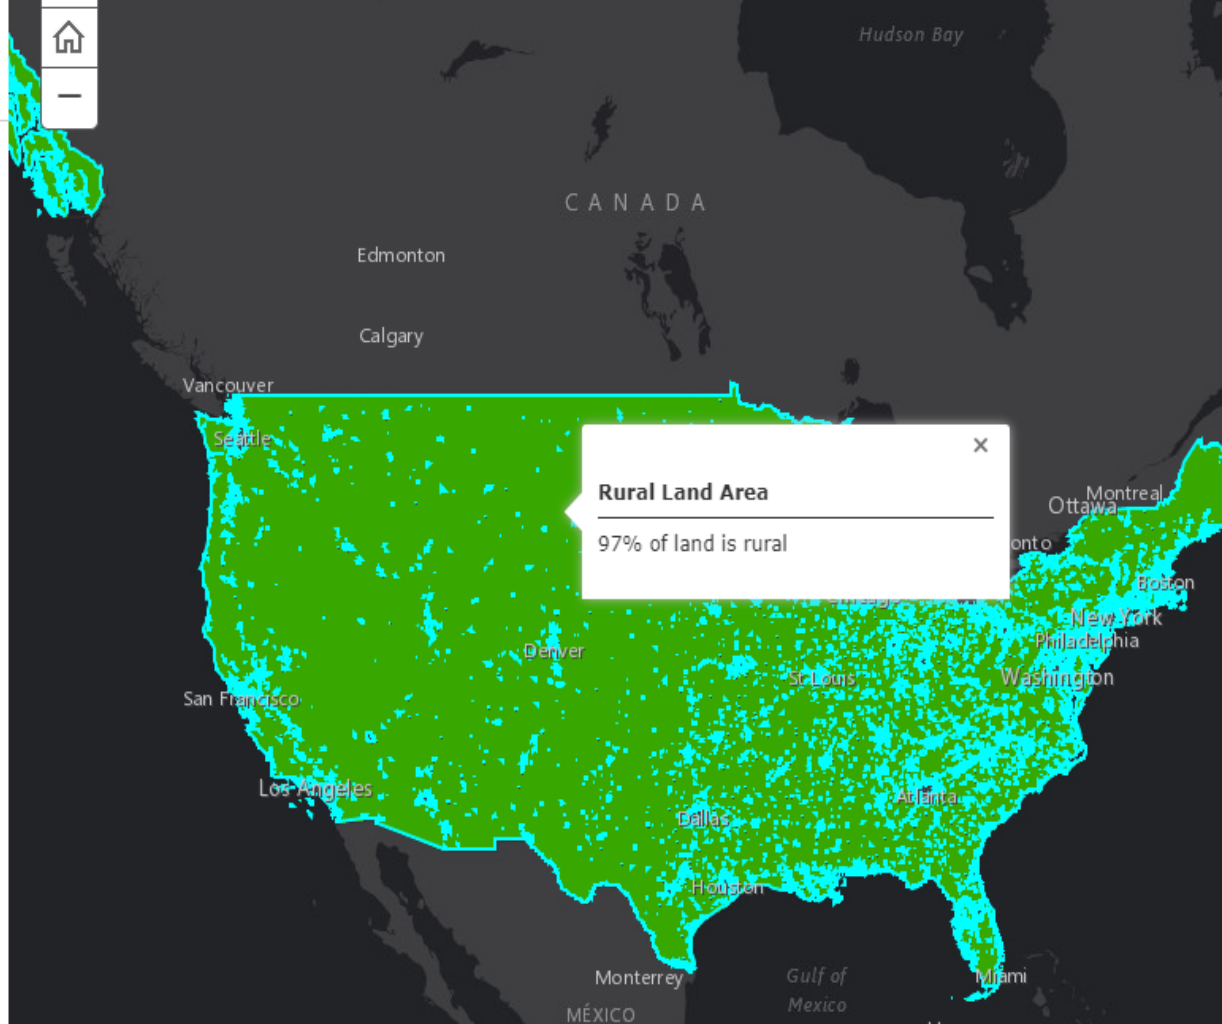 Hudson Bay
CANADA
Edmonton
Calgary
Vancouver
Seattle
×
Rural Land Area
97% of land is rural
Montreal
Ottawa
onto
Boston
Chicago
New York
Philadelphia
Denver
St Louis
Washington
San Francisco
Los Angeles
Atlanta
Dallas
Houston
Monterrey
Gulf of
Mexico
Miami
MÉXICO